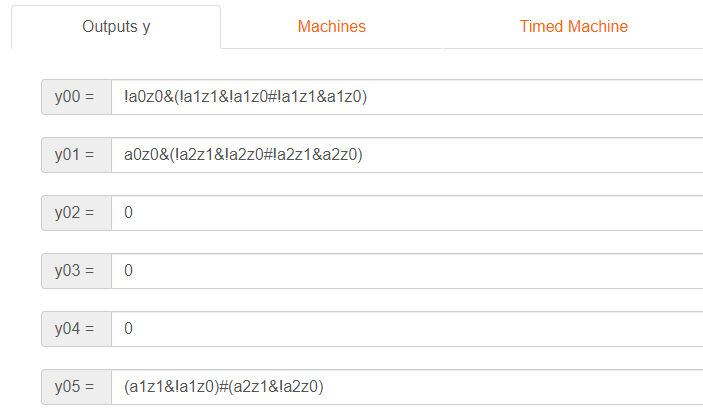 Outputs y Machines Timed Machine
y00 = !a0z0&(!a1z1&!a1z0#!a1z1&a1z0)
y01 = a0z0&(!a2z1&!a2z0#!a2z1&a2z0)
y02 = 0
y03 = 0
y04 = 0
y05 = (a1z1&!a1z0)#(a2z1&!a2z0)